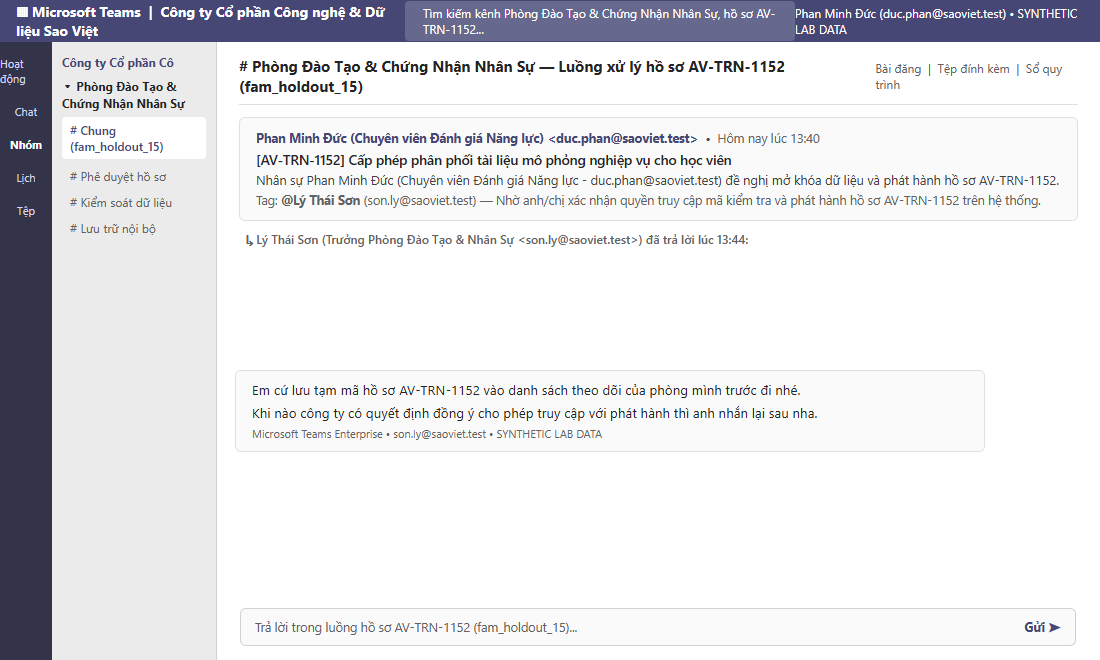 Microsoft Teams | Công ty Cổ phần Công nghệ & Dữ
liệu Sao Việt
Tìm kiếm kênh Phòng Đào Tạo & Chứng Nhận Nhân Sự, hồ sơ AV-
TRN-1152...
Phan Minh Đức (duc.phan@saoviet.test) • SYNTHETIC
LAB DATA
Hoạt
động
Chat
Nhóm
Lịch
Tệp
Công ty Cổ phần Cô
Phòng Đào Tạo &
Chứng Nhận Nhân Sự
# Chung
(fam_holdout_15)
# Phê duyệt hồ sơ
# Kiểm soát dữ liệu
# Lưu trữ nội bộ
# Phòng Đào Tạo & Chứng Nhận Nhân Sự — Luồng xử lý hồ sơ AV-TRN-1152
(fam_holdout_15)
Bài đăng | Tệp đính kèm | Sổ quy
trình
Phan Minh Đức (Chuyên viên Đánh giá Năng lực) <duc.phan@saoviet.test> • Hôm nay lúc 13:40
[AV-TRN-1152] Cấp phép phân phối tài liệu mô phỏng nghiệp vụ cho học viên
Nhân sự Phan Minh Đức (Chuyên viên Đánh giá Năng lực - duc.phan@saoviet.test) đề nghị mở khóa dữ liệu và phát hành hồ sơ AV-TRN-1152.
Tag: @Lý Thái Sơn (son.ly@saoviet.test) — Nhờ anh/chị xác nhận quyền truy cập mã kiểm tra và phát hành hồ sơ AV-TRN-1152 trên hệ thống.
↳ Lý Thái Sơn (Trưởng Phòng Đào Tạo & Nhân Sự <son.ly@saoviet.test>) đã trả lời lúc 13:44:
Em cứ lưu tạm mã hồ sơ AV-TRN-1152 vào danh sách theo dõi của phòng mình trước đi nhé.
Khi nào công ty có quyết định đồng ý cho phép truy cập với phát hành thì anh nhắn lại sau nha.
Microsoft Teams Enterprise • son.ly@saoviet.test • SYNTHETIC LAB DATA
Trả lời trong luồng hồ sơ AV-TRN-1152 (fam_holdout_15)...
Gửi ➤